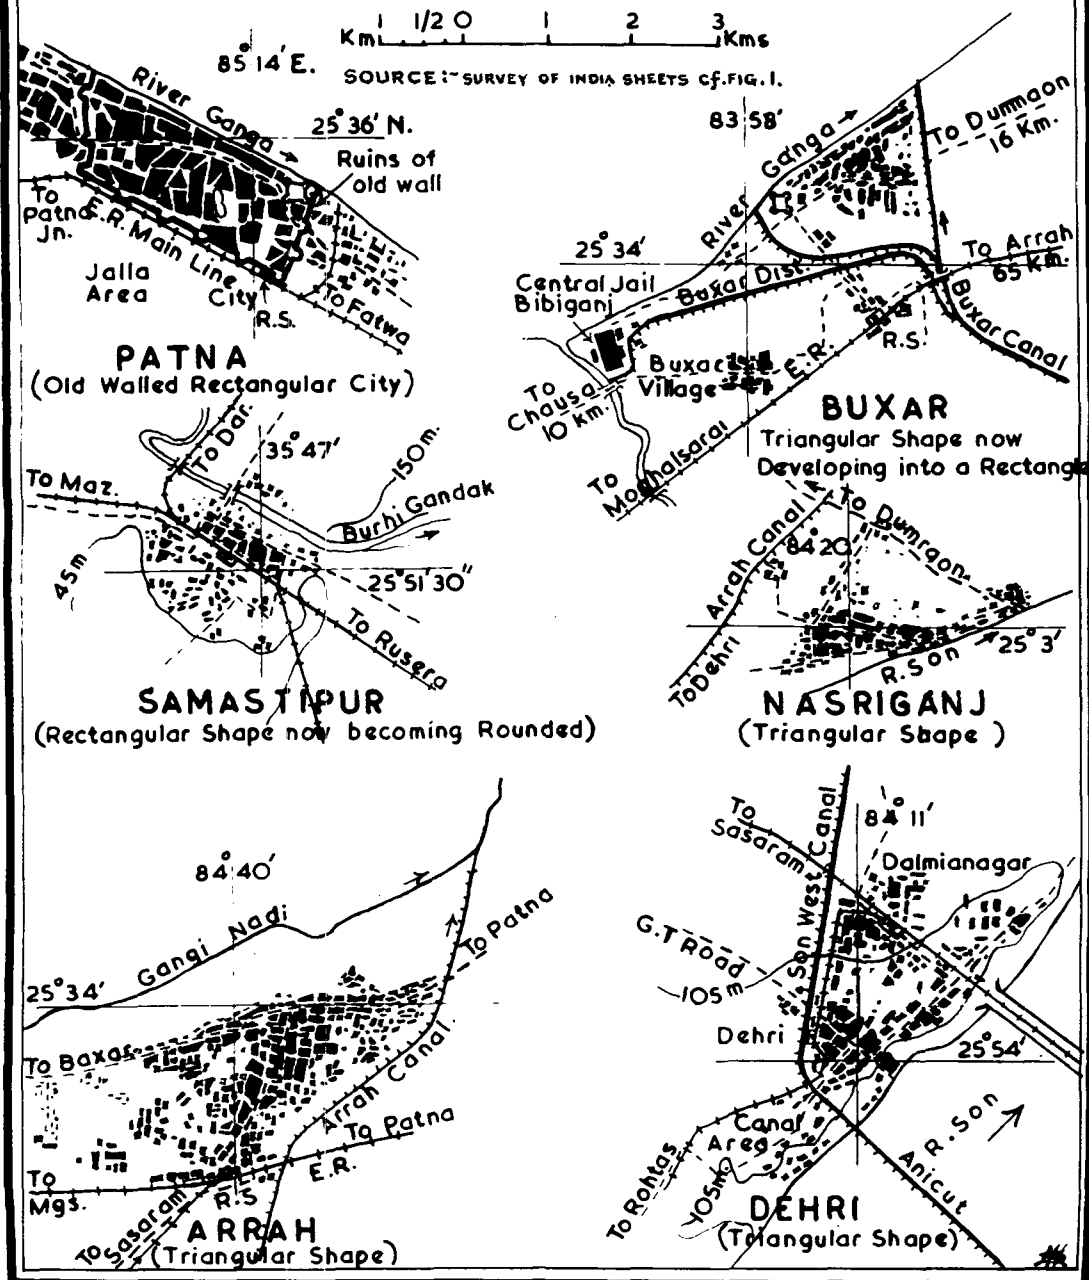 1 1/2 0 1 2 3
Km Kms
SOURCE:- SURVEY OF INDIA SHEETS Cf.FIG.1.
85°14'E.
River Ganga
25°36'N.
Ruins of
old wall
To
Patna
Jn.
E.R. Main Line
Jalla
Area
City
R.S.
To Fatwa
PATNA
(Old Walled Rectangular City)
83°58'
River Ganga
To Dummaon
16 Km.
25°34'
To Arrah
65 Km.
Central Jail
Bibiganj
Buxar Dist.
Buxar Canal
R.S.
E.R.
Buxar
Village
To
Chausa
10 km.
To
Moghalsarai
BUXAR
Triangular Shape now
Developing into a Rectangle
To Dar.
35°47'
150m.
To Maz.
Burhi Gandak
45m
25°51'30"
To Rusera
SAMASTIPUR
(Rectangular Shape now becoming Rounded)
To Dumraon
Arrah Canal
84°20'
To Dehri
R.Son
25°3'
NASRIGANJ
(Triangular Shape )
84°40'
Gangi Nadi
To Patna
25°34'
To Baxar
Arrah Canal
To Patna
E.R.
To
Mgs.
R.S
To
Sasaram
ARRAH
(Triangular Shape)
To
Sasaram
84°11'
Son West Canal
Dalmianagar
G.T Road
105m
Dehri
25°54'
Canal
Area
R.Son
To Rohtas
105m.
Anicut
DEHRI
(Triangular Shape)